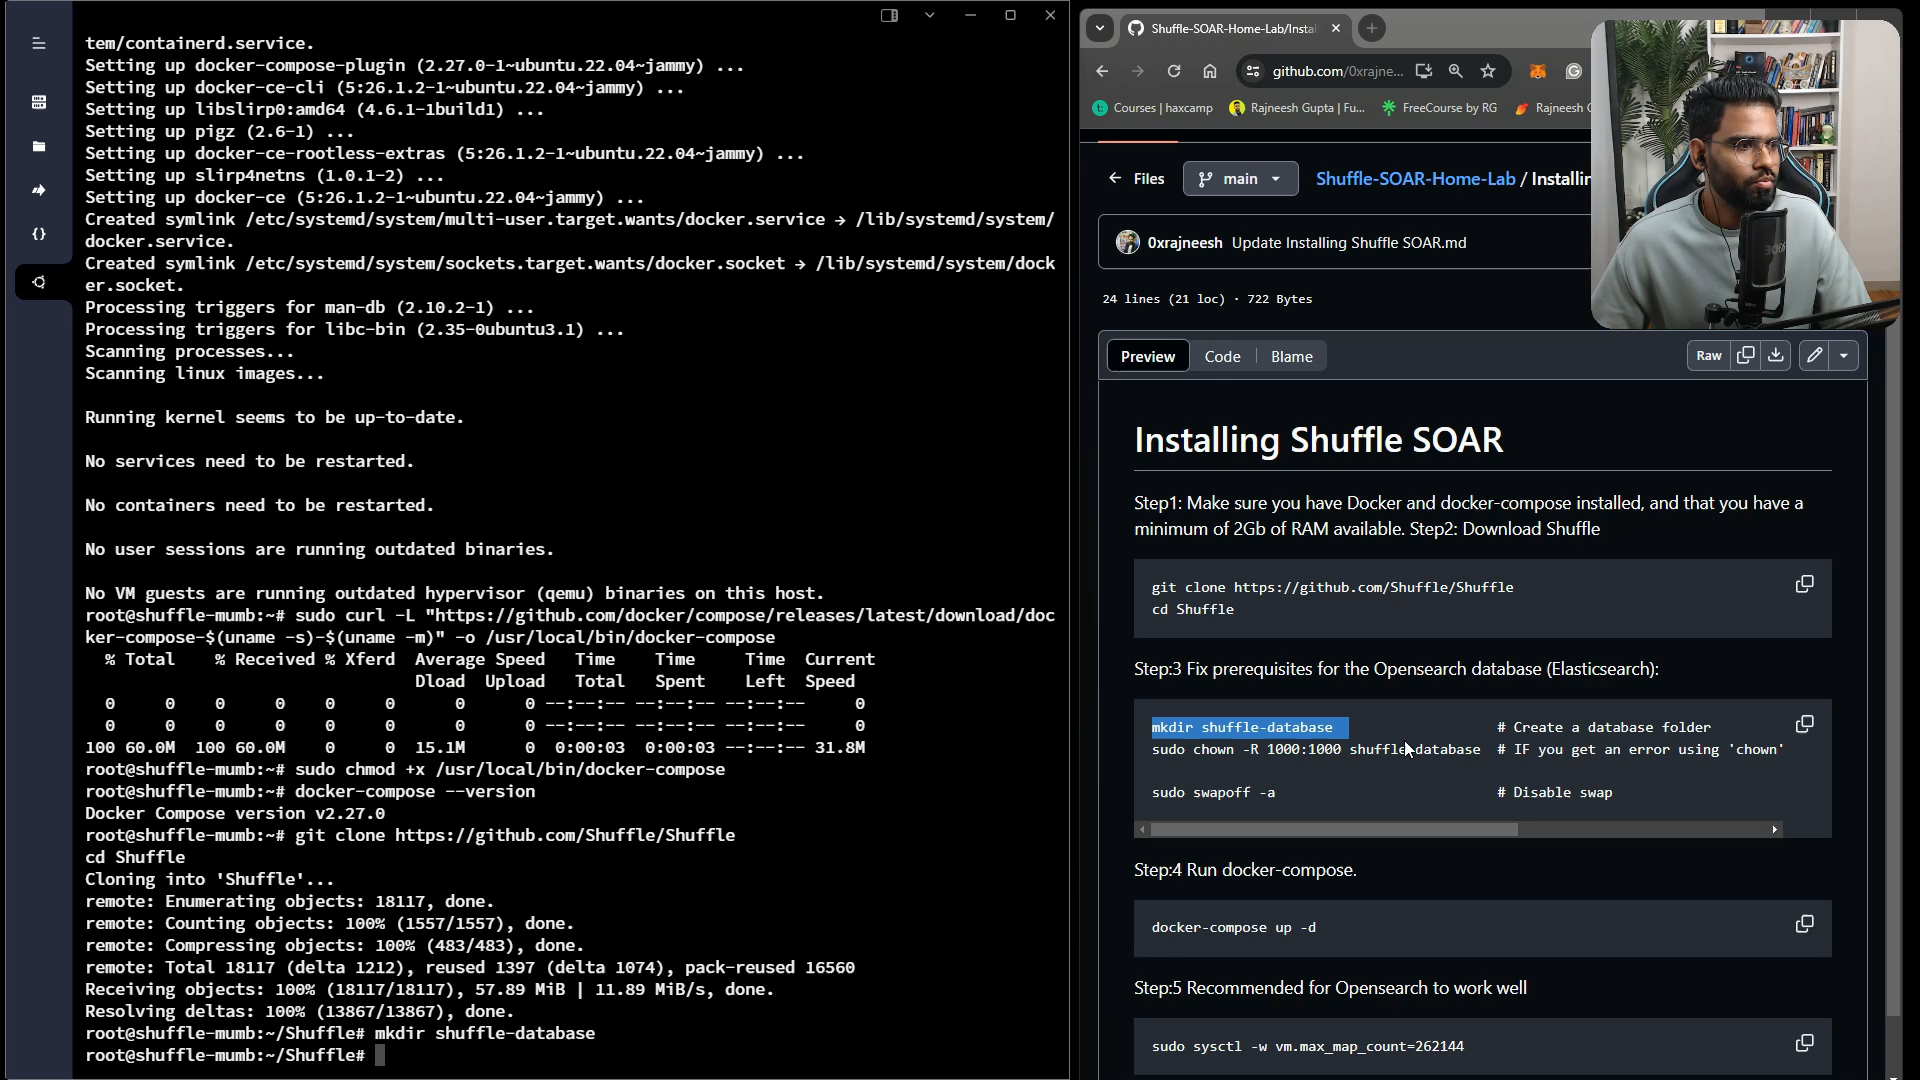 tem/containerd.service.
Setting up docker-compose-plugin (2.27.0-1~ubuntu.22.04~jammy) ...
Setting up docker-ce-cli (5:26.1.2-1~ubuntu.22.04~jammy) ...
Setting up libslirp0:amd64 (4.6.1-1build1) ...
Setting up pigz (2.6-1) ...
Setting up docker-ce-rootless-extras (5:26.1.2-1~ubuntu.22.04~jammy) ...
Setting up slirp4netns (1.0.1-2) ...
Setting up docker-ce (5:26.1.2-1~ubuntu.22.04~jammy) ...
Created symlink /etc/systemd/system/multi-user.target.wants/docker.service → /lib/systemd/system/
docker.service.
Created symlink /etc/systemd/system/sockets.target.wants/docker.socket → /lib/systemd/system/dock
er.socket.
Processing triggers for man-db (2.10.2-1) ...
Processing triggers for libc-bin (2.35-0ubuntu3.1) ...
Scanning processes...
Scanning linux images...
Running kernel seems to be up-to-date.
No services need to be restarted.
No containers need to be restarted.
No user sessions are running outdated binaries.
No VM guests are running outdated hypervisor (qemu) binaries on this host.
root@shuffle-mumb:~# sudo curl -L "https://github.com/docker/compose/releases/latest/download/doc
ker-compose-$(uname -s)-$(uname -m)" -o /usr/local/bin/docker-compose
% Total % Received % Xferd Average Speed Time Time Time Current
Dload Upload Total Spent Left Speed
0 0 0 0 0 0 0 0 --:--:-- --:--:-- --:--:-- 0
0 0 0 0 0 0 0 0 --:--:-- --:--:-- --:--:-- 0
100 60.0M 100 60.0M 0 0 15.1M 0 0:00:03 0:00:03 --:--:-- 31.8M
root@shuffle-mumb:~# sudo chmod +x /usr/local/bin/docker-compose
root@shuffle-mumb:~# docker-compose --version
Docker Compose version v2.27.0
root@shuffle-mumb:~# git clone https://github.com/Shuffle/Shuffle
cd Shuffle
Cloning into 'Shuffle'...
remote: Enumerating objects: 18117, done.
remote: Counting objects: 100% (1557/1557), done.
remote: Compressing objects: 100% (483/483), done.
remote: Total 18117 (delta 1212), reused 1397 (delta 1074), pack-reused 16560
Receiving objects: 100% (18117/18117), 57.89 MiB | 11.89 MiB/s, done.
Resolving deltas: 100% (13867/13867), done.
root@shuffle-mumb:~/Shuffle# mkdir shuffle-database
root@shuffle-mumb:~/Shuffle#
Shuffle-SOAR-Home-Lab/Instal
github.com/0xrajne...
Courses | haxcamp
Rajneesh Gupta | Fu...
FreeCourse by RG
Rajneesh
Files
main
Shuffle-SOAR-Home-Lab / Installin
0xrajneesh Update Installing Shuffle SOAR.md
24 lines (21 loc) · 722 Bytes
Preview
Code
Blame
Raw
Installing Shuffle SOAR
Step1: Make sure you have Docker and docker-compose installed, and that you have a
minimum of 2Gb of RAM available. Step2: Download Shuffle
git clone https://github.com/Shuffle/Shuffle
cd Shuffle
Step:3 Fix prerequisites for the Opensearch database (Elasticsearch):
mkdir shuffle-database # Create a database folder
sudo chown -R 1000:1000 shuffle-database # IF you get an error using 'chown'
sudo swapoff -a # Disable swap
Step:4 Run docker-compose.
docker-compose up -d
Step:5 Recommended for Opensearch to work well
sudo sysctl -w vm.max_map_count=262144